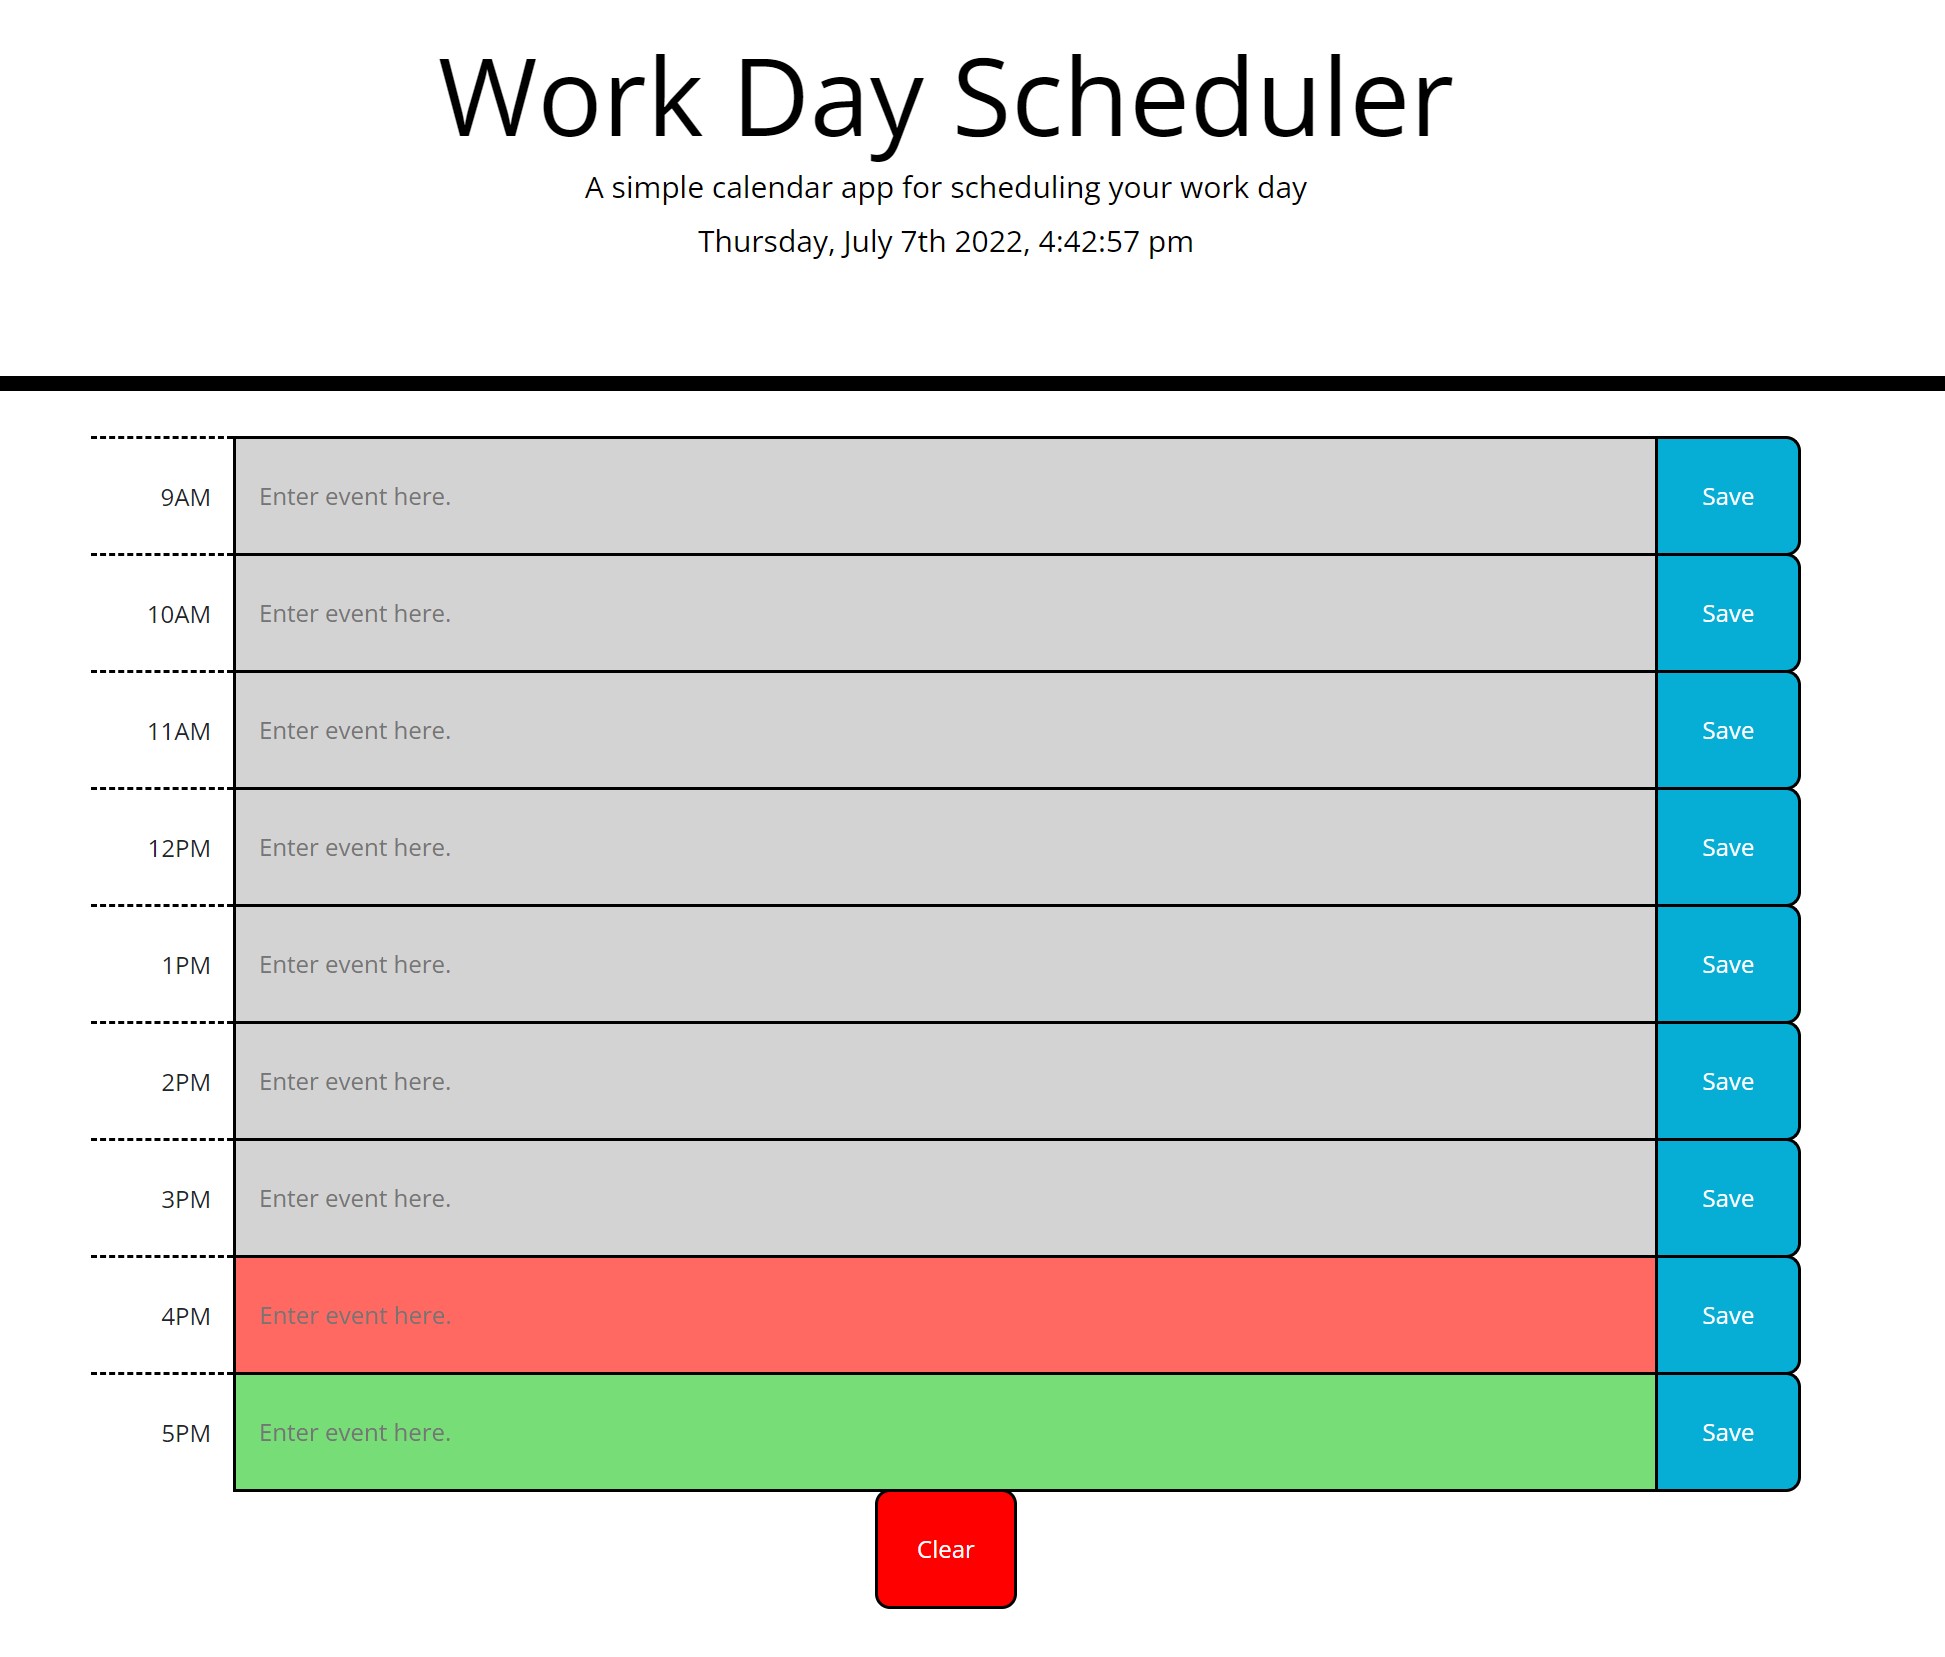 Work Day Scheduler
A simple calendar app for scheduling your work day
Thursday, July 7th 2022, 4:42:57 pm
9AM Enter event here. Save
10AM Enter event here. Save
11AM Enter event here. Save
12PM Enter event here. Save
1PM Enter event here. Save
2PM Enter event here. Save
3PM Enter event here. Save
4PM Enter event here. Save
5PM Enter event here. Save
Clear